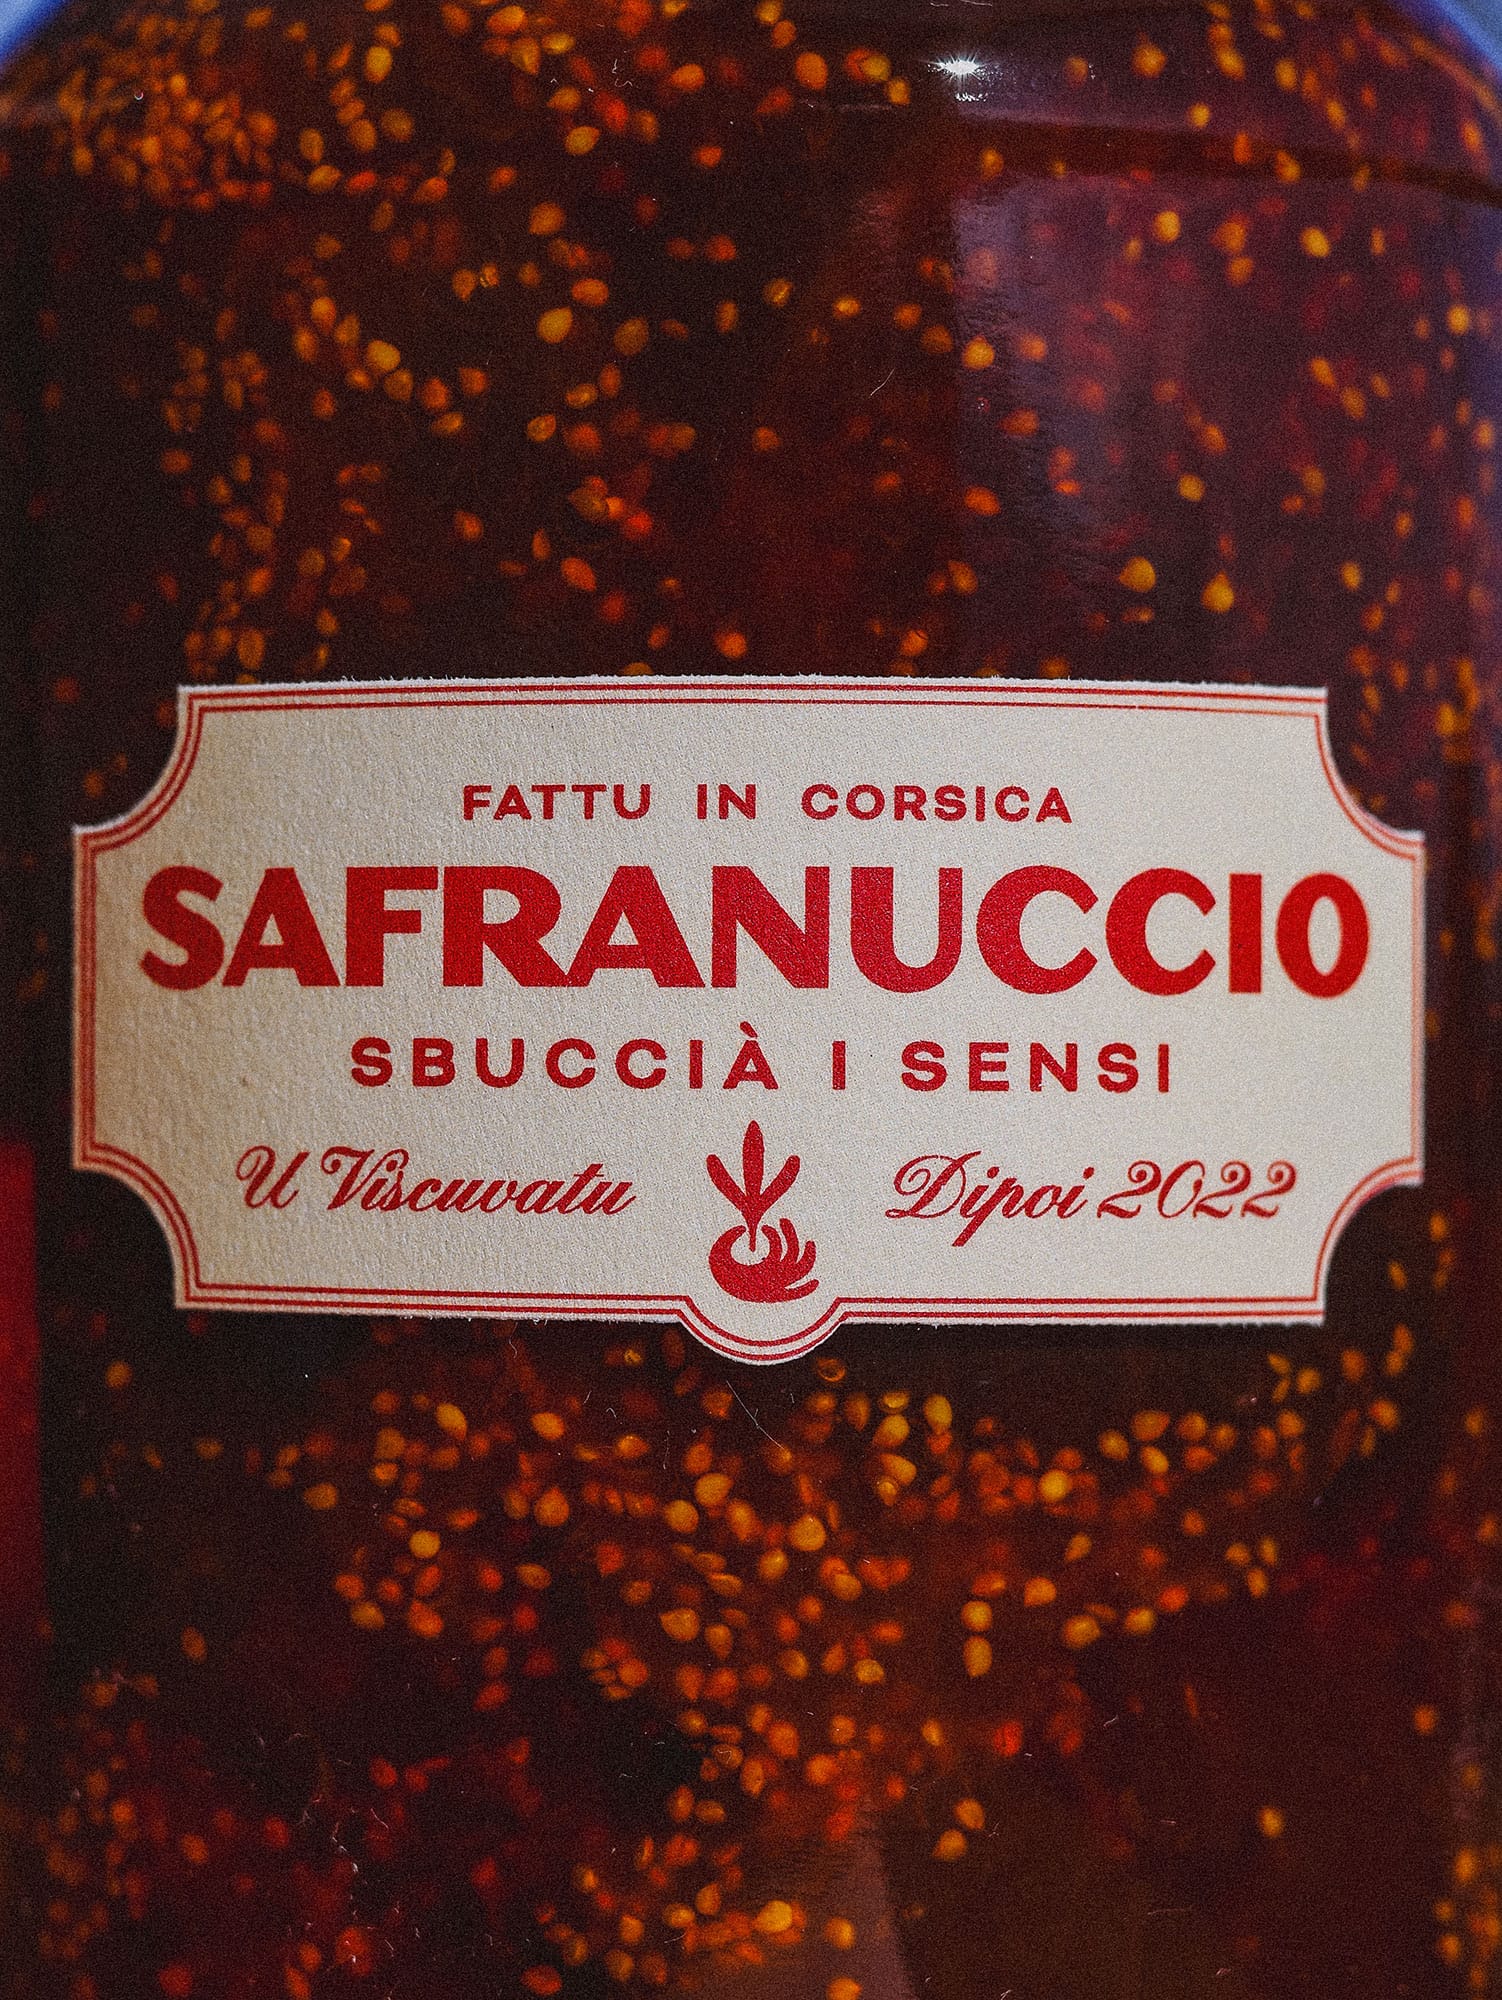 FATTU IN CORSICA
SAFRANUCCIO
SBUCCIÀ I SENSI
U Viscuvatu
Dipoi 2022